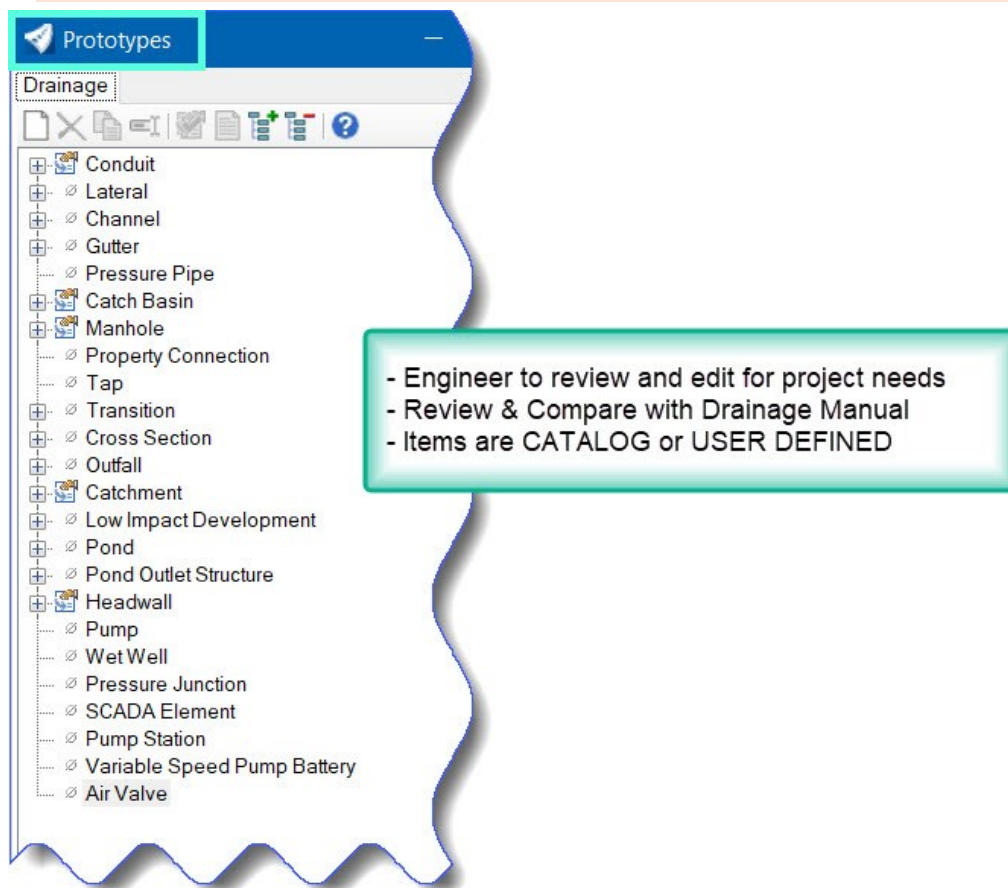 Prototypes
Drainage
Conduit
Lateral
Channel
Gutter
Pressure Pipe
Catch Basin
Manhole
Property Connection
Tap
Transition
Cross Section
Outfall
Catchment
Low Impact Development
Pond
Pond Outlet Structure
Headwall
Pump
Wet Well
Pressure Junction
SCADA Element
Pump Station
Variable Speed Pump Battery
Air Valve
- Engineer to review and edit for project needs
- Review & Compare with Drainage Manual
- Items are CATALOG or USER DEFINED